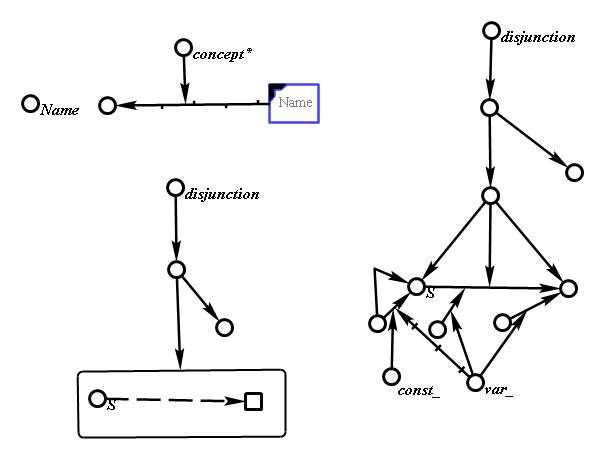 disjunction
concept*
Name
Name
disjunction
S
S
const_
var_